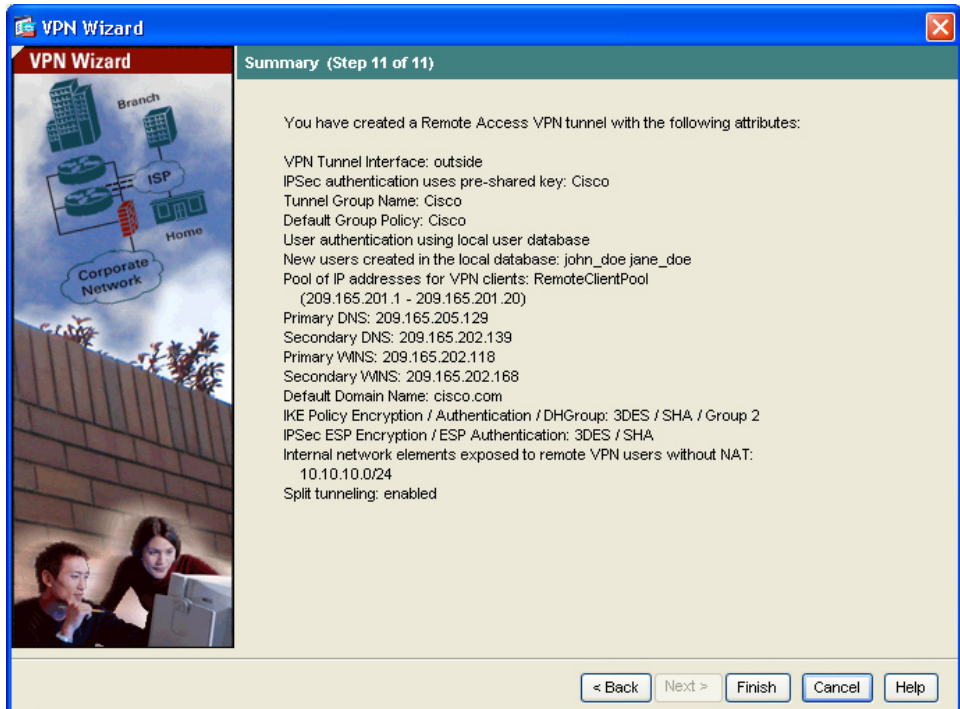 VPN Wizard
VPN Wizard
Summary (Step 11 of 11)
Branch
ISP
Home
Corporate
Network
You have created a Remote Access VPN tunnel with the following attributes:
VPN Tunnel Interface: outside
IPSec authentication uses pre-shared key: Cisco
Tunnel Group Name: Cisco
Default Group Policy: Cisco
User authentication using local user database
New users created in the local database: john_doe jane_doe
Pool of IP addresses for VPN clients: RemoteClientPool
(209.165.201.1 - 209.165.201.20)
Primary DNS: 209.165.205.129
Secondary DNS: 209.165.202.139
Primary WINS: 209.165.202.118
Secondary WINS: 209.165.202.168
Default Domain Name: cisco.com
IKE Policy Encryption / Authentication / DHGroup: 3DES / SHA / Group 2
IPSec ESP Encryption / ESP Authentication: 3DES / SHA
Internal network elements exposed to remote VPN users without NAT:
10.10.10.0/24
Split tunneling: enabled
< Back Next > Finish Cancel Help